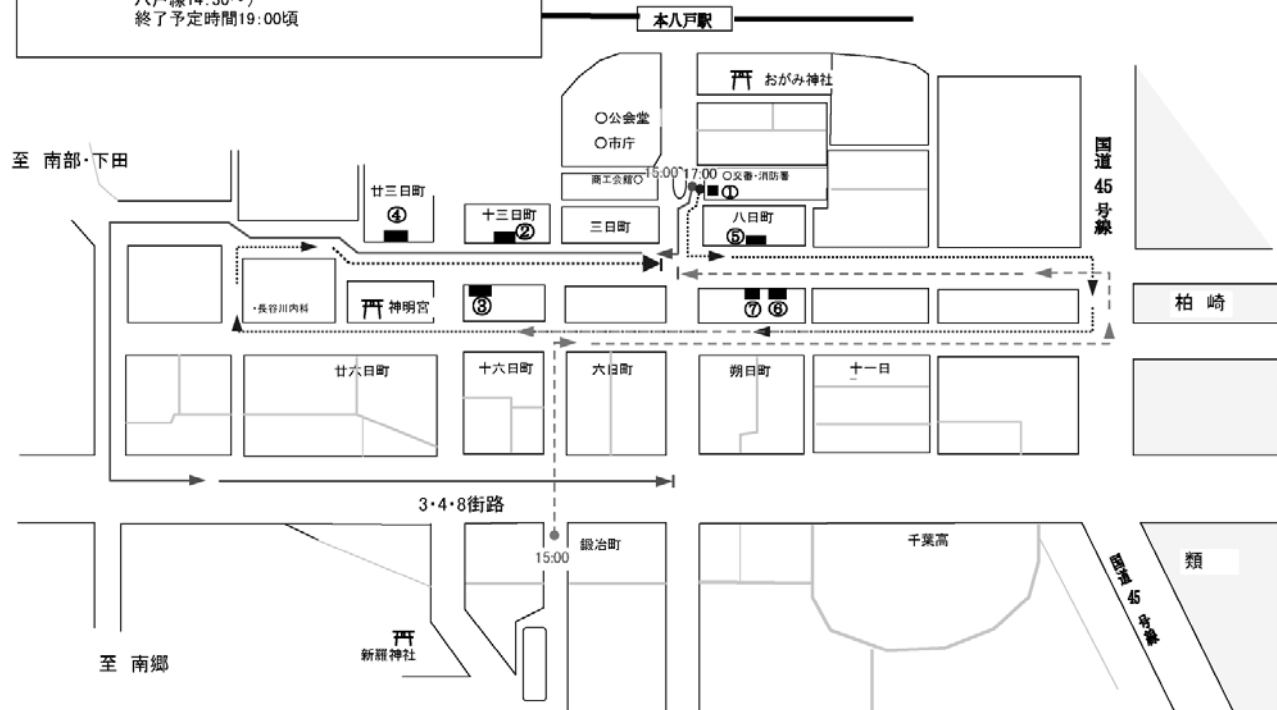 八戸線14:30～)
終了予定時間19:00頃
本八戸駅
おがみ神社
○公会堂
○市庁
商工会館○
15:00
17:00
○交番・消防署
①
国道45号線
至 南部・下田
廿三日町
④
十三日町
②
三日町
八日町
⑤
・長谷川内科
神明宮
③
⑦
⑥
柏崎
廿六日町
十六日町
六日町
朔日町
十一日
3・4・8街路
15:00
鍛冶町
千葉高
国道45号線
類
新羅神社
至 南郷